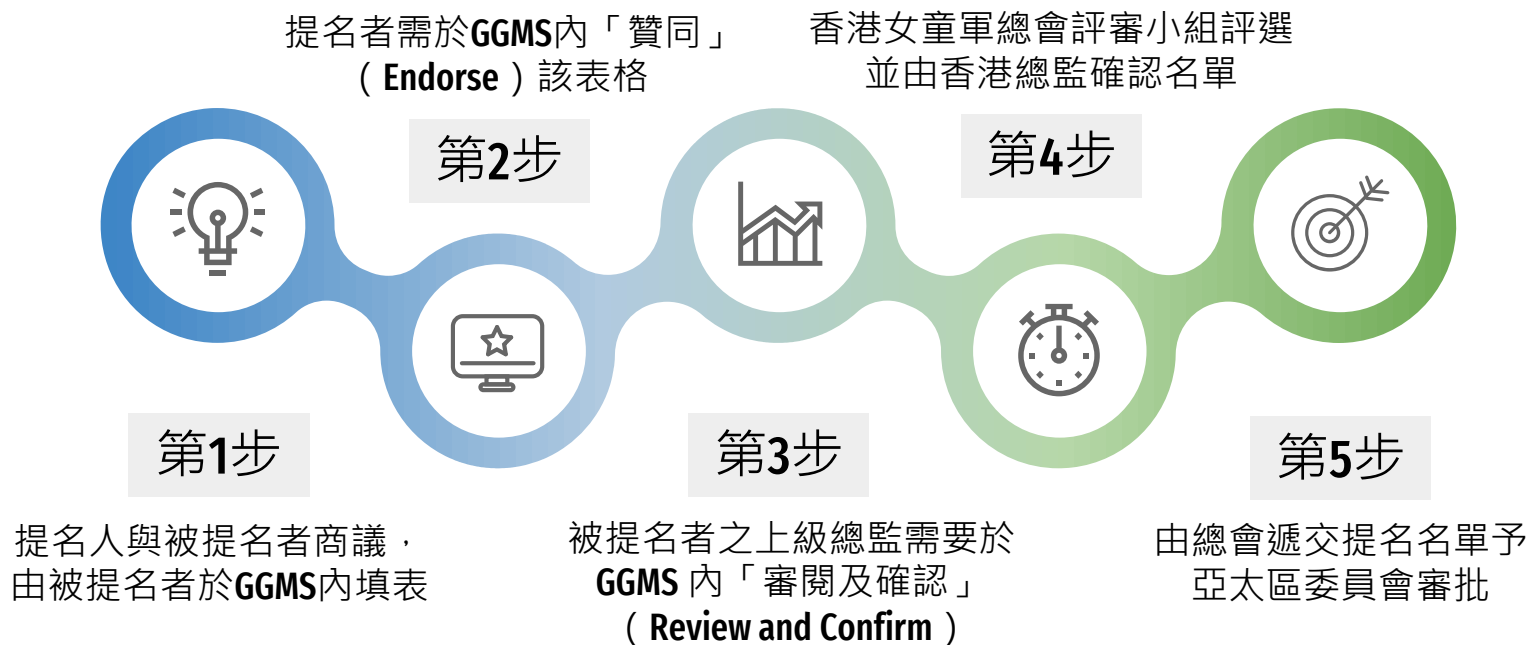 第1步
提名人與被提名者商議，
由被提名者於GGMS內填表
提名者需於GGMS內「贊同」
（Endorse）該表格
第2步
第3步
被提名者之上級總監需要於
GGMS 內「審閱及確認」
（Review and Confirm）
香港女童軍總會評審小組評選
並由香港總監確認名單
第4步
第5步
由總會遞交提名名單予
亞太區委員會審批